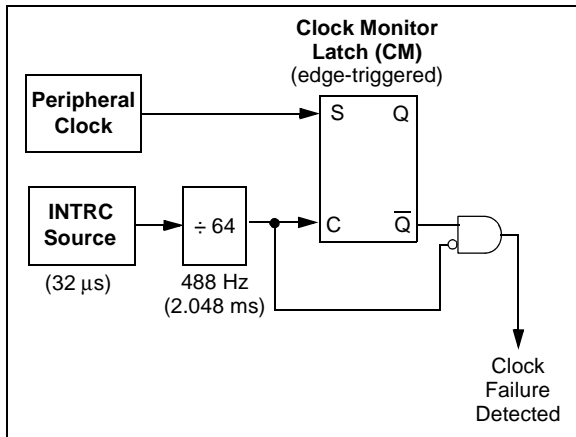 Clock Monitor
Latch (CM)
(edge-triggered)
Peripheral
Clock
S
Q
INTRC
Source
÷ 64
C
Q̅
(32 μs)
488 Hz
(2.048 ms)
Clock
Failure
Detected